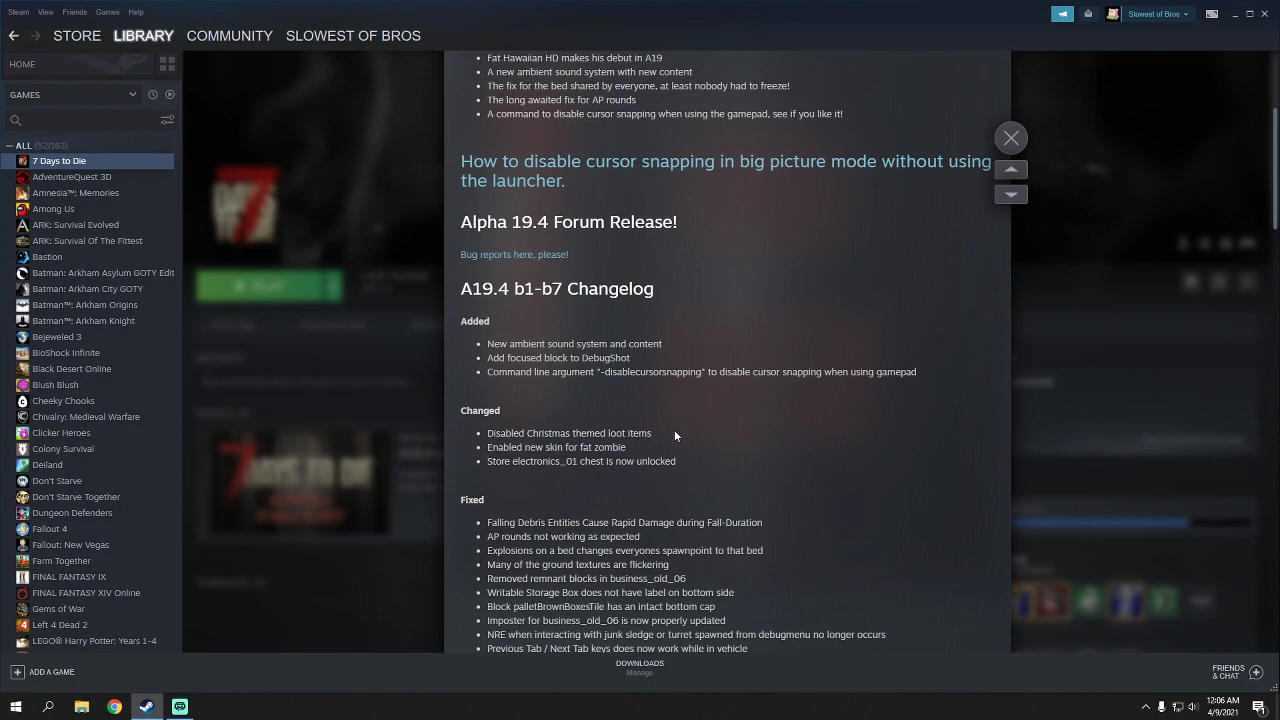 Steam View Friends Games Help
Slowest of Bros
STORE LIBRARY COMMUNITY SLOWEST OF BROS
HOME
GAMES
ALL (52/162)
7 Days to Die
AdventureQuest 3D
Amnesia™: Memories
Among Us
ARK: Survival Evolved
ARK: Survival Of The Fittest
Bastion
Batman: Arkham Asylum GOTY Edit
Batman: Arkham City GOTY
Batman™: Arkham Origins
Batman™: Arkham Knight
Bejeweled 3
BioShock Infinite
Black Desert Online
Blush Blush
Cheeky Chooks
Chivalry: Medieval Warfare
Clicker Heroes
Colony Survival
Deiland
Don't Starve
Don't Starve Together
Dungeon Defenders
Fallout 4
Fallout: New Vegas
Farm Together
FINAL FANTASY IX
FINAL FANTASY XIV Online
Gems of War
Left 4 Dead 2
LEGO® Harry Potter: Years 1-4
ADD A GAME
• Fat Hawaiian HD makes his debut in A19
• A new ambient sound system with new content
• The fix for the bed shared by everyone, at least nobody had to freeze!
• The long awaited fix for AP rounds
• A command to disable cursor snapping when using the gamepad, see if you like it!
How to disable cursor snapping in big picture mode without using
the launcher.
Alpha 19.4 Forum Release!
Bug reports here, please!
A19.4 b1-b7 Changelog
Added
• New ambient sound system and content
• Add focused block to DebugShot
• Command line argument "-disablecursorsnapping" to disable cursor snapping when using gamepad
Changed
• Disabled Christmas themed loot items
• Enabled new skin for fat zombie
• Store electronics_01 chest is now unlocked
Fixed
• Falling Debris Entities Cause Rapid Damage during Fall-Duration
• AP rounds not working as expected
• Explosions on a bed changes everyones spawnpoint to that bed
• Many of the ground textures are flickering
• Removed remnant blocks in business_old_06
• Writable Storage Box does not have label on bottom side
• Block palletBrownBoxesTile has an intact bottom cap
• Imposter for business_old_06 is now properly updated
• NRE when interacting with junk sledge or turret spawned from debugmenu no longer occurs
• Previous Tab / Next Tab keys does now work while in vehicle
DOWNLOADS
Manage
FRIENDS
& CHAT
12:06 AM
4/9/2021